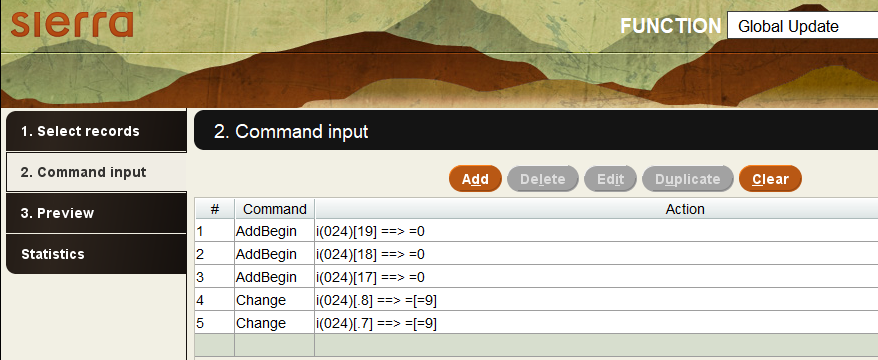 sierra
FUNCTION Global Update
1. Select records
2. Command input
3. Preview
Statistics
2. Command input
Add Delete Edit Duplicate Clear
# Command Action
1 AddBegin i(024)[19] ==> =0
2 AddBegin i(024)[18] ==> =0
3 AddBegin i(024)[17] ==> =0
4 Change i(024)[.8] ==> =[=9]
5 Change i(024)[.7] ==> =[=9]